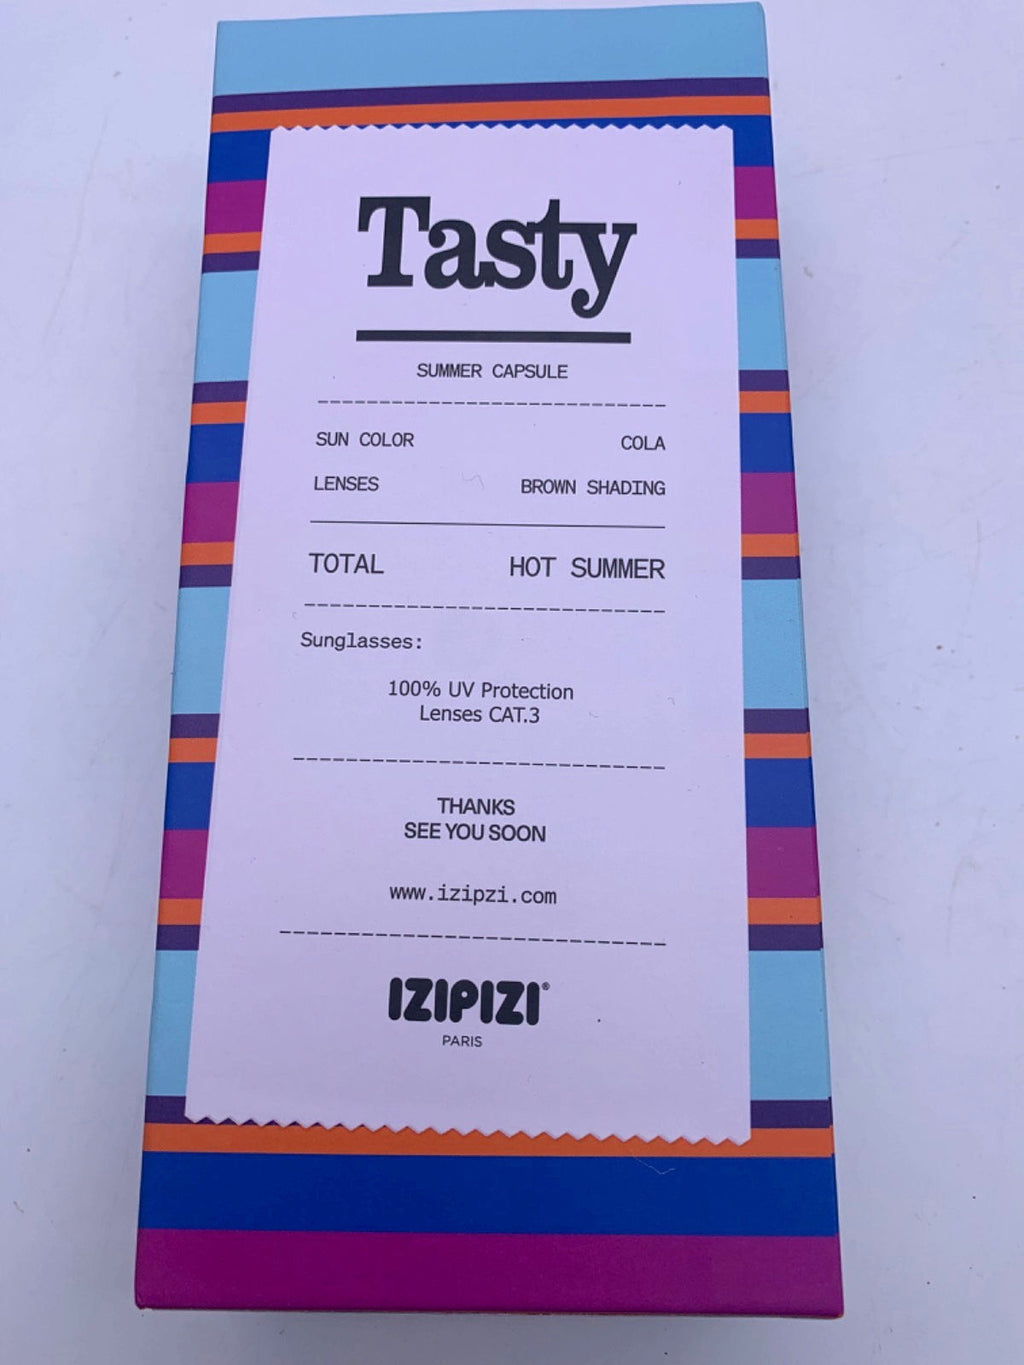 Tasty
SUMMER CAPSULE
SUN COLOR COLA
LENSES BROWN SHADING
TOTAL HOT SUMMER
Sunglasses:
100% UV Protection
Lenses CAT.3
THANKS
SEE YOU SOON
www.izipzi.com
IZIPIZI®
PARIS